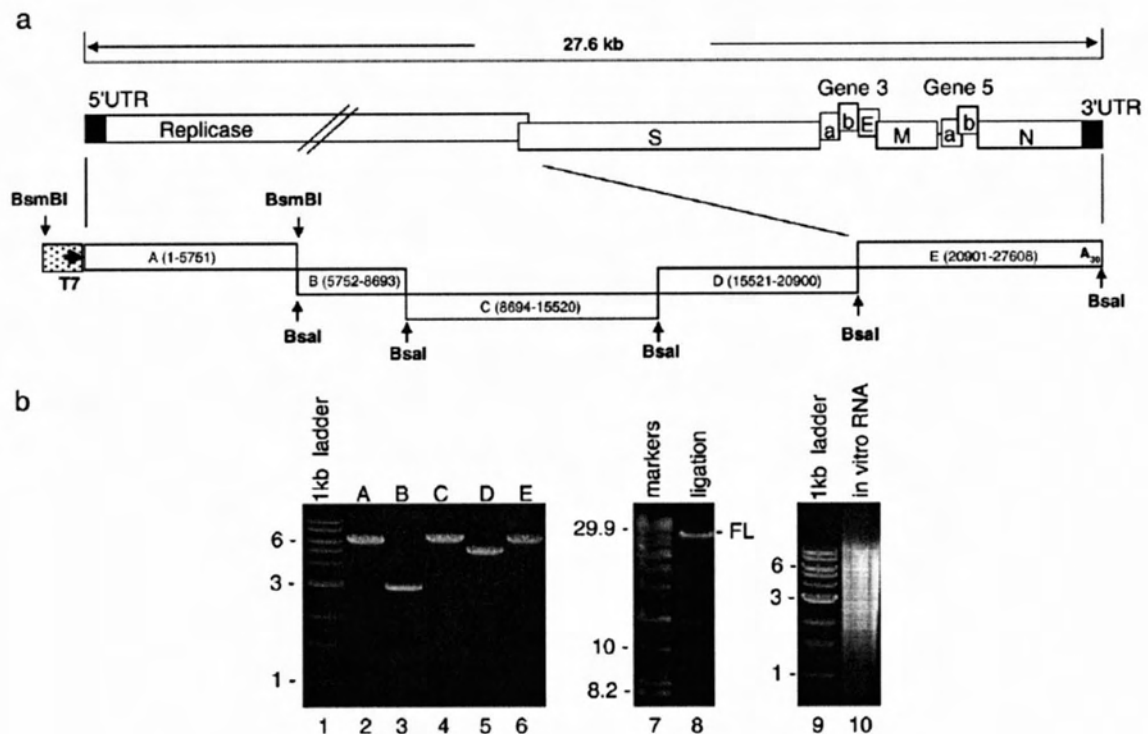 a
27.6 kb
5'UTR
Replicase
S
Gene 3
a
b
E
M
Gene 5
a
b
N
3'UTR
BsmBI
BsmBI
T7
A (1-5751)
B (5752-8693)
C (8694-15520)
D (15521-20900)
E (20901-27608)
A30
BsaI
BsaI
BsaI
BsaI
BsaI
b
1kb ladder
A B C D E
6 -
3 -
1 -
1 2 3 4 5 6
markers
ligation
29.9 -
- FL
10 -
8.2 -
7 8
1kb ladder
in vitro RNA
6 -
3 -
1 -
9 10